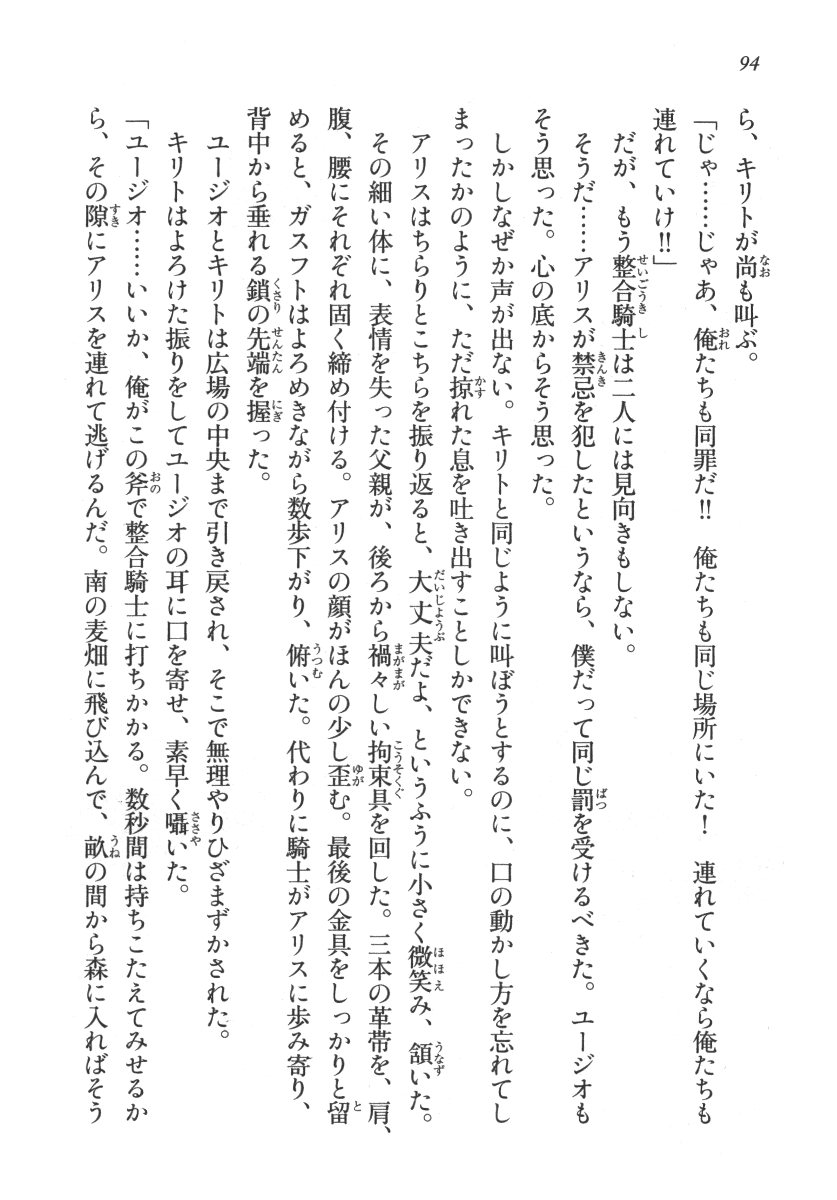 94
ら、キリトが尚も叫ぶ。
「じゃ……じゃあ、俺たちも同罪だ!!　俺たちも同じ場所にいた！　連れていくなら俺たちも
連れていけ!!」
　だが、もう整合騎士は二人には見向きもしない。
　そうだ……アリスが禁忌を犯したというなら、僕だって同じ罰を受けるべきた。ユージオも
そう思った。心の底からそう思った。
　しかしなぜか声が出ない。キリトと同じように叫ぼうとするのに、口の動かし方を忘れてし
まったかのように、ただ掠れた息を吐き出すことしかできない。
　アリスはちらりとこちらを振り返ると、大丈夫だよ、というふうに小さく微笑み、頷いた。
　その細い体に、表情を失った父親が、後ろから禍々しい拘束具を回した。三本の革帯を、肩、
腹、腰にそれぞれ固く締め付ける。アリスの顔がほんの少し歪む。最後の金具をしっかりと留
めると、ガスフトはよろめきながら数歩下がり、俯いた。代わりに騎士がアリスに歩み寄り、
背中から垂れる鎖の先端を握った。
　ユージオとキリトは広場の中央まで引き戻され、そこで無理やりひざまずかされた。
　キリトはよろけた振りをしてユージオの耳に口を寄せ、素早く囁いた。
「ユージオ……いいか、俺がこの斧で整合騎士に打ちかかる。数秒間は持ちこたえてみせるか
ら、その隙にアリスを連れて逃げるんだ。南の麦畑に飛び込んで、畝の間から森に入ればそう